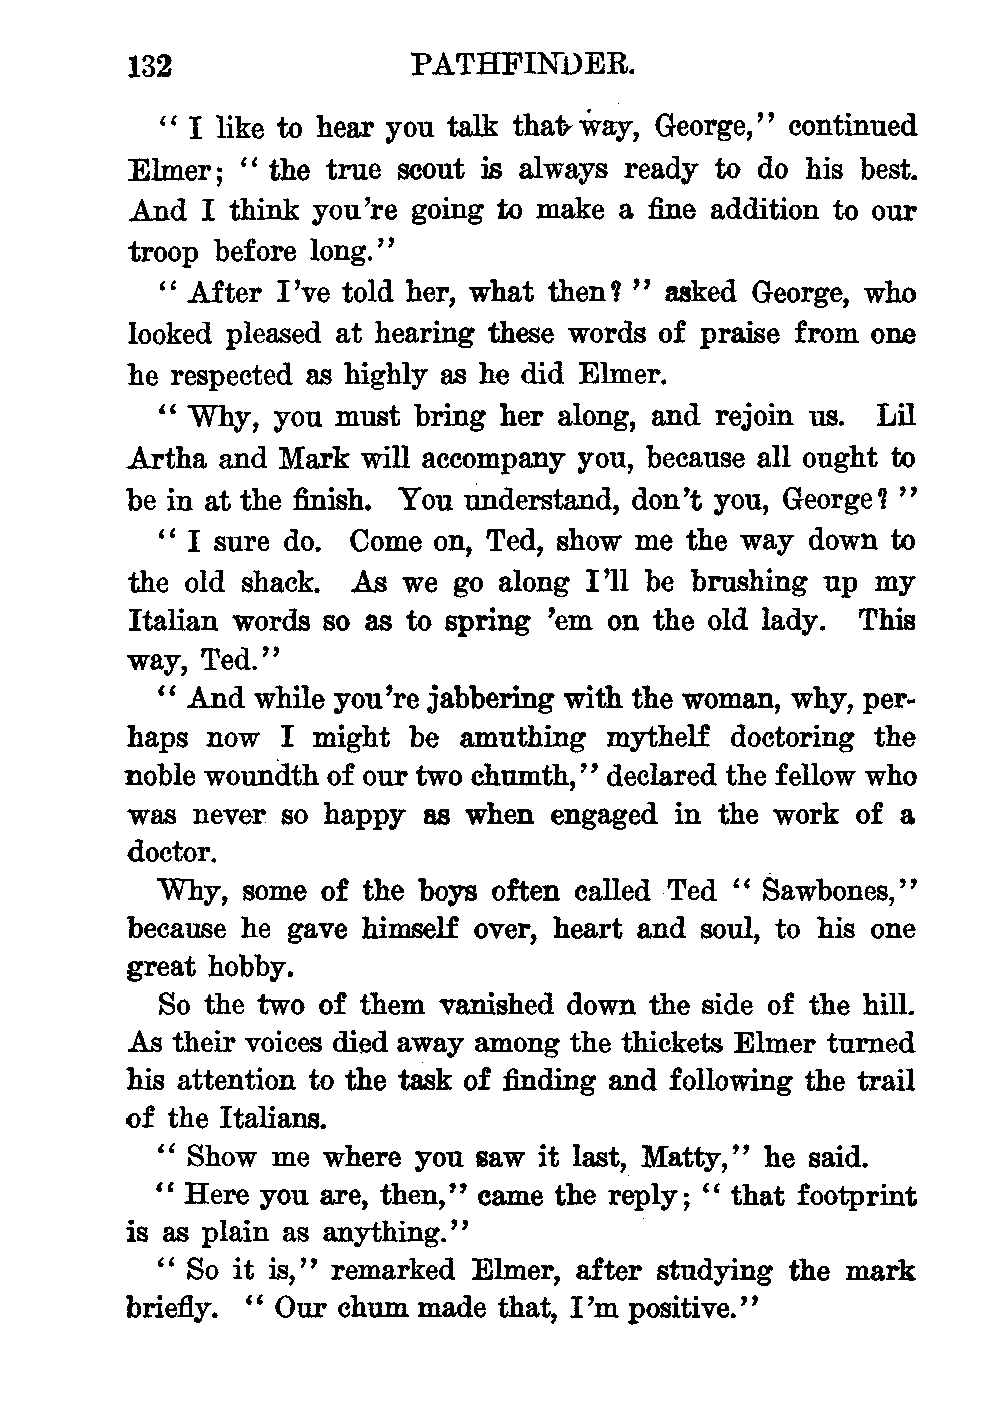 132 PATHFINDER.
“ I like to hear you talk that way, George,” continued
Elmer; “ the true scout is always ready to do his best.
And I think you’re going to make a fine addition to our
troop before long.”
“ After I’ve told her, what then? ” asked George, who
looked pleased at hearing these words of praise from one
he respected as highly as he did Elmer.
“ Why, you must bring her along, and rejoin us. Lil
Artha and Mark will accompany you, because all ought to
be in at the finish. You understand, don’t you, George? ”
“ I sure do. Come on, Ted, show me the way down to
the old shack. As we go along I’ll be brushing up my
Italian words so as to spring ’em on the old lady. This
way, Ted.”
“ And while you’re jabbering with the woman, why, per-
haps now I might be amuthing mythelf doctoring the
noble woundth of our two chumth,” declared the fellow who
was never so happy as when engaged in the work of a
doctor.
Why, some of the boys often called Ted “ Sawbones,”
because he gave himself over, heart and soul, to his one
great hobby.
So the two of them vanished down the side of the hill.
As their voices died away among the thickets Elmer turned
his attention to the task of finding and following the trail
of the Italians.
“ Show me where you saw it last, Matty,” he said.
“ Here you are, then,” came the reply; “ that footprint
is as plain as anything.”
“ So it is,” remarked Elmer, after studying the mark
briefly. “ Our chum made that, I’m positive.”